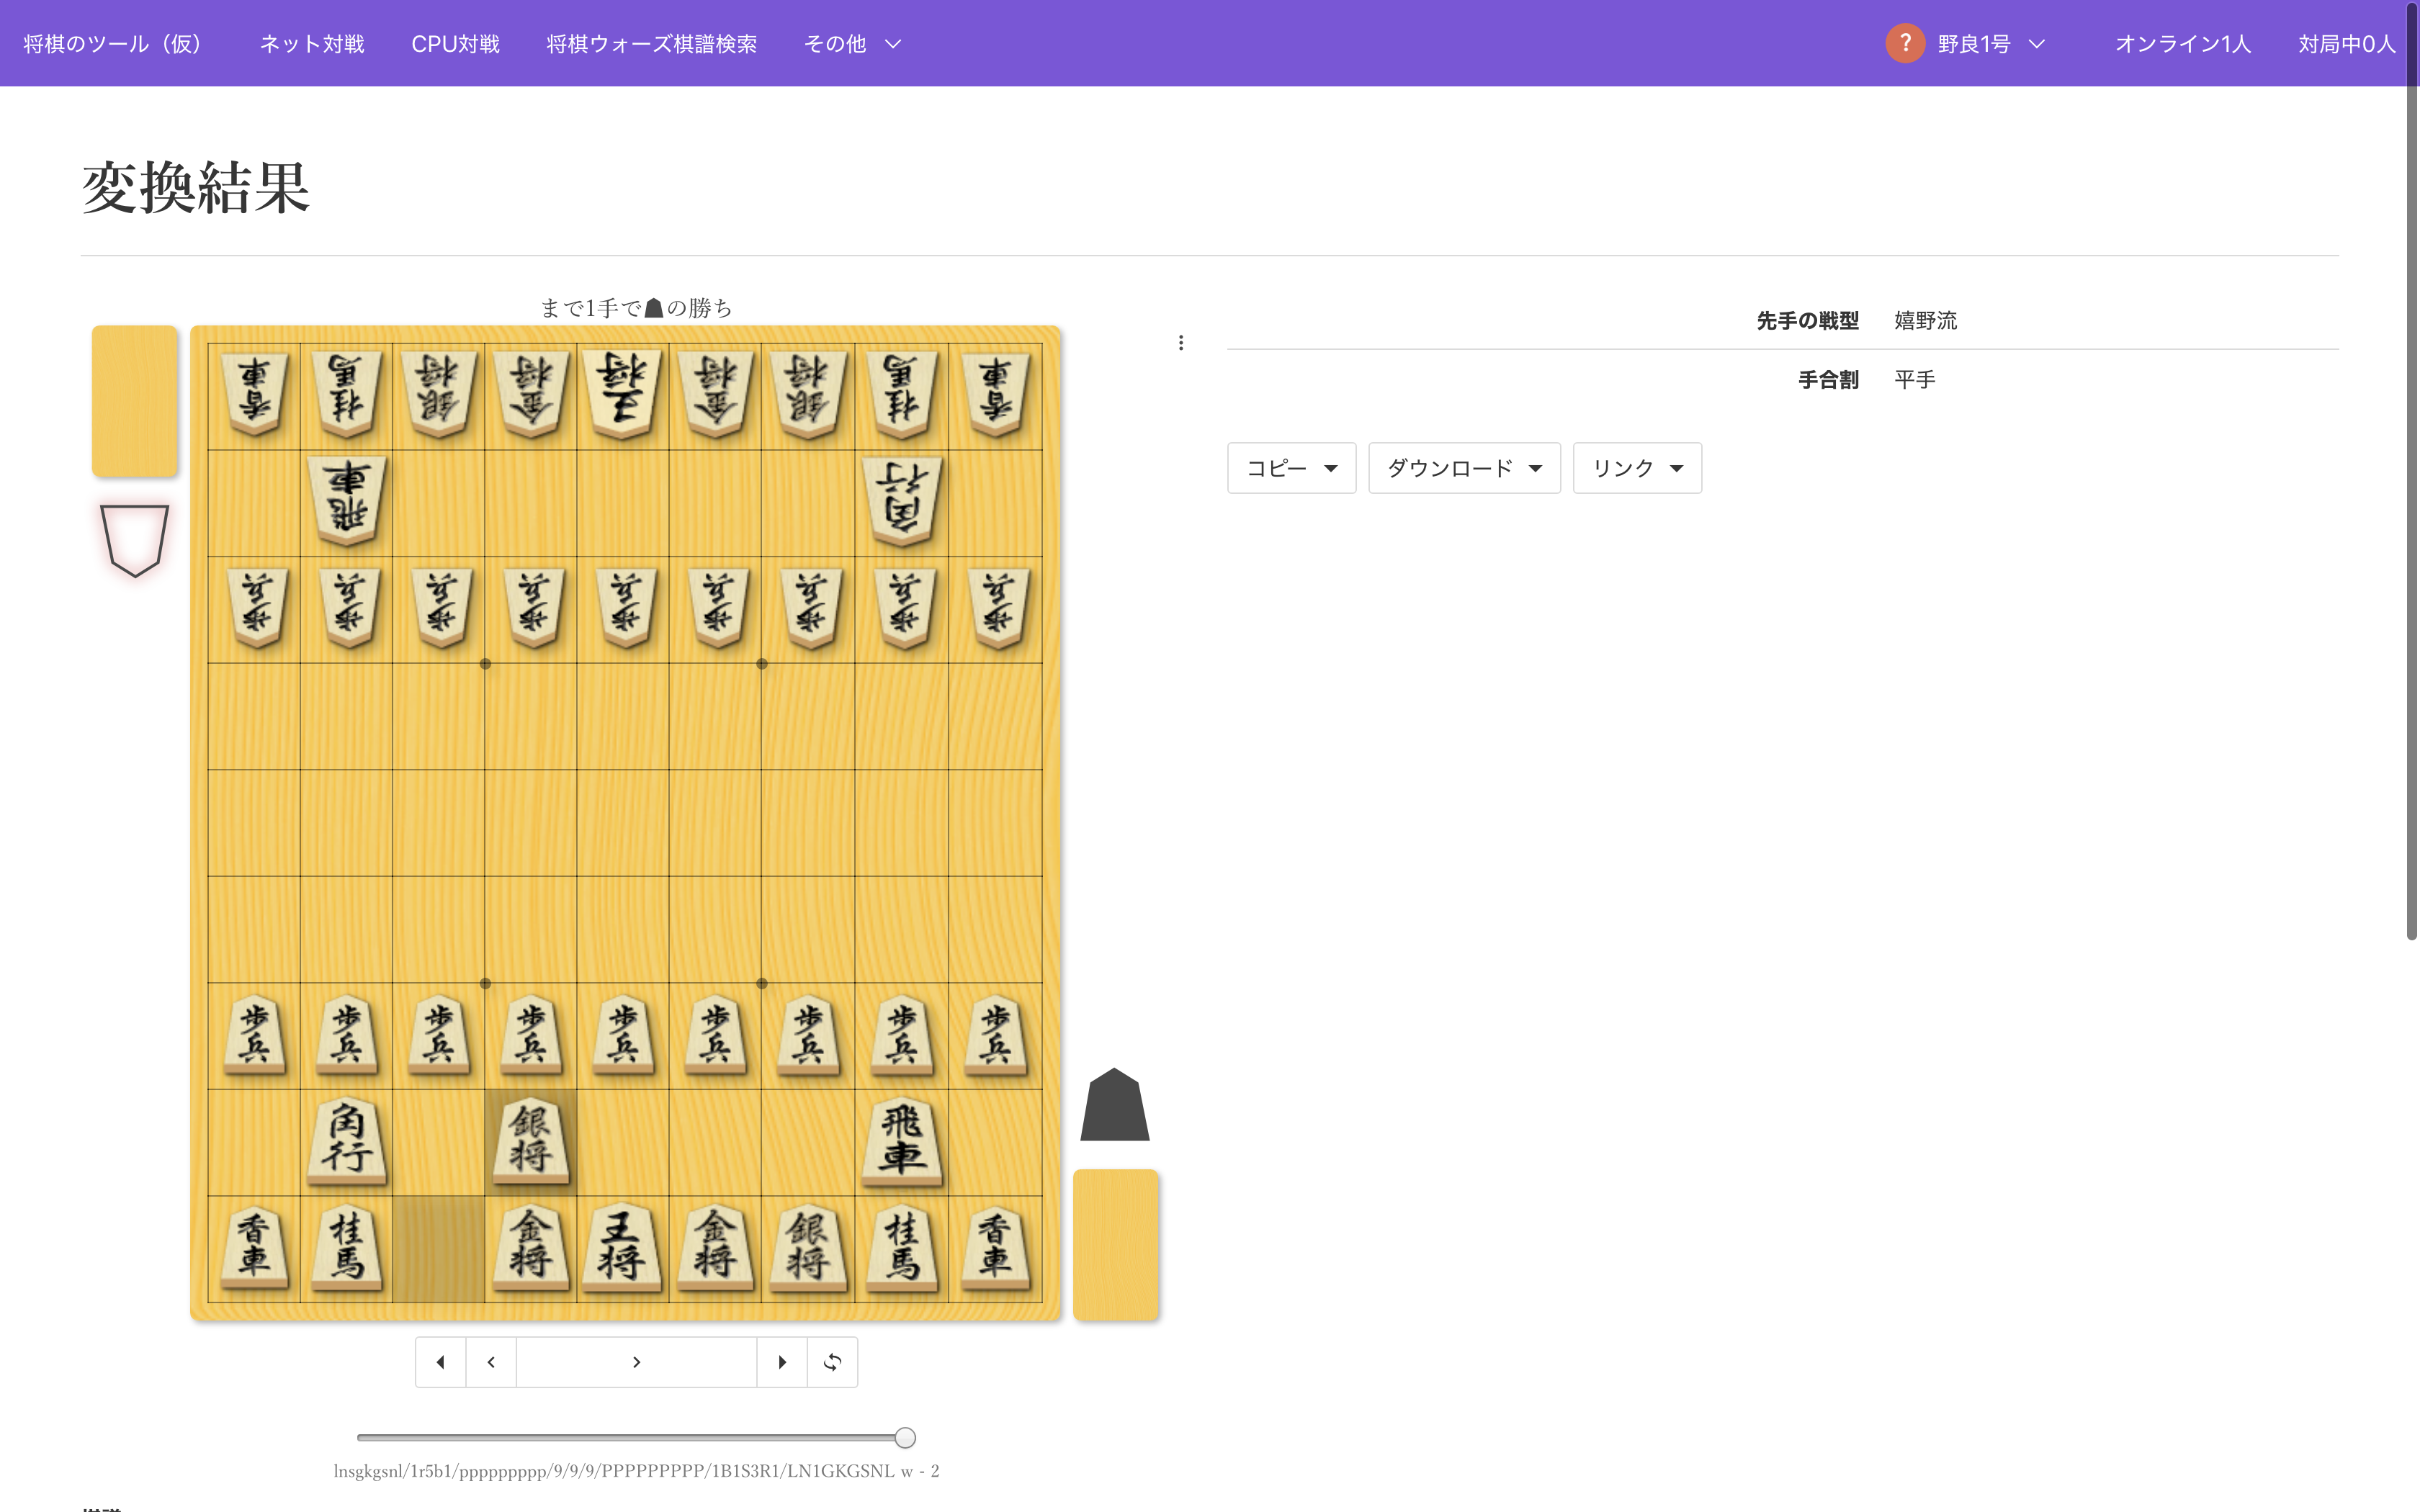 将棋のツール（仮） ネット対戦 CPU対戦 将棋ウォーズ棋譜検索 その他 ? 野良1号 オンライン1人 対局中0人
変換結果
まで1手で☗の勝ち
先手の戦型 嬉野流
手合割 平手
コピー ダウンロード リンク
香車 桂馬 銀将 金将 王将 金将 銀将 桂馬 香車
飛車 角行
歩兵 歩兵 歩兵 歩兵 歩兵 歩兵 歩兵 歩兵 歩兵
歩兵 歩兵 歩兵 歩兵 歩兵 歩兵 歩兵 歩兵 歩兵
角行 銀将 飛車
香車 桂馬 金将 王将 金将 銀将 桂馬 香車
lnsgkgsnl/1r5b1/ppppppppp/9/9/9/PPPPPPPPP/1B1S3R1/LN1GKGSNL w - 2